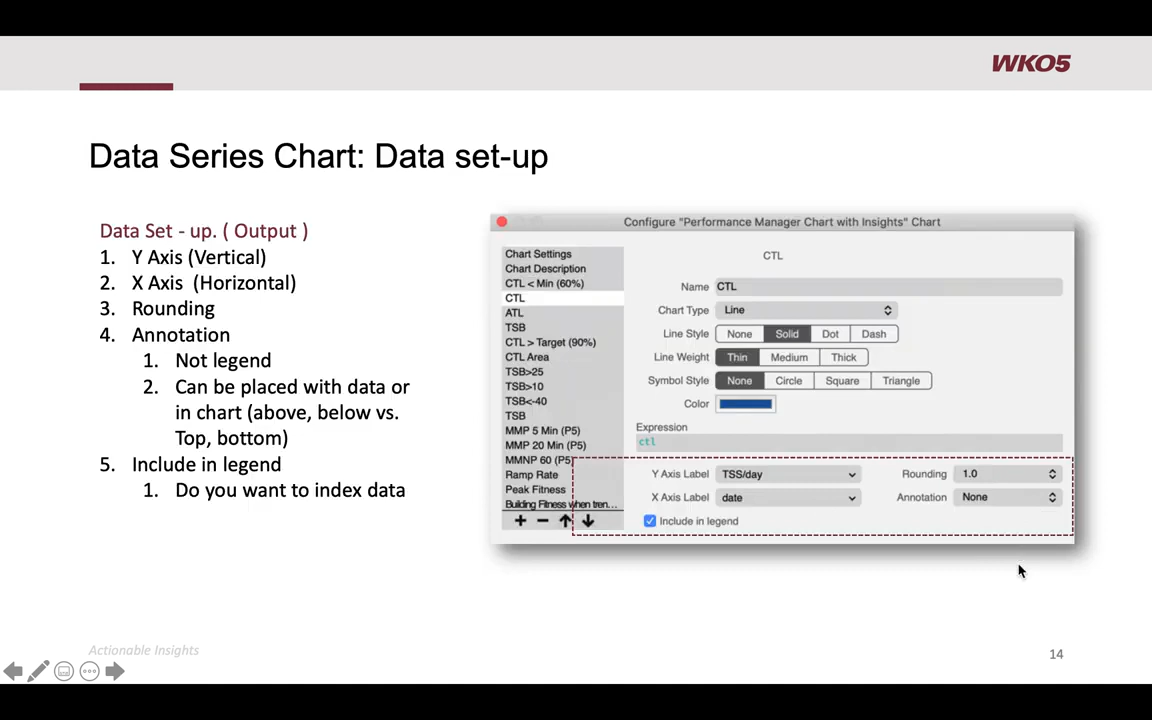 WKO5
Data Series Chart: Data set-up
Data Set - up. ( Output )
1. Y Axis (Vertical)
2. X Axis (Horizontal)
3. Rounding
4. Annotation
1. Not legend
2. Can be placed with data or
in chart (above, below vs.
Top, bottom)
5. Include in legend
1. Do you want to index data
Configure "Performance Manager Chart with Insights" Chart
Chart Settings
Chart Description
CTL < Min (60%)
CTL
ATL
TSB
CTL > Target (90%)
CTL Area
TSB>25
TSB>10
TSB<-40
TSB
MMP 5 Min (P5)
MMP 20 Min (P5)
MMNP 60 (P5)
Ramp Rate
Peak Fitness
Building Fitness when tren...
CTL
Name CTL
Chart Type Line
Line Style None Solid Dot Dash
Line Weight Thin Medium Thick
Symbol Style None Circle Square Triangle
Color
Expression
ctl
Y Axis Label TSS/day Rounding 1.0
X Axis Label date Annotation None
Include in legend
Actionable Insights
14